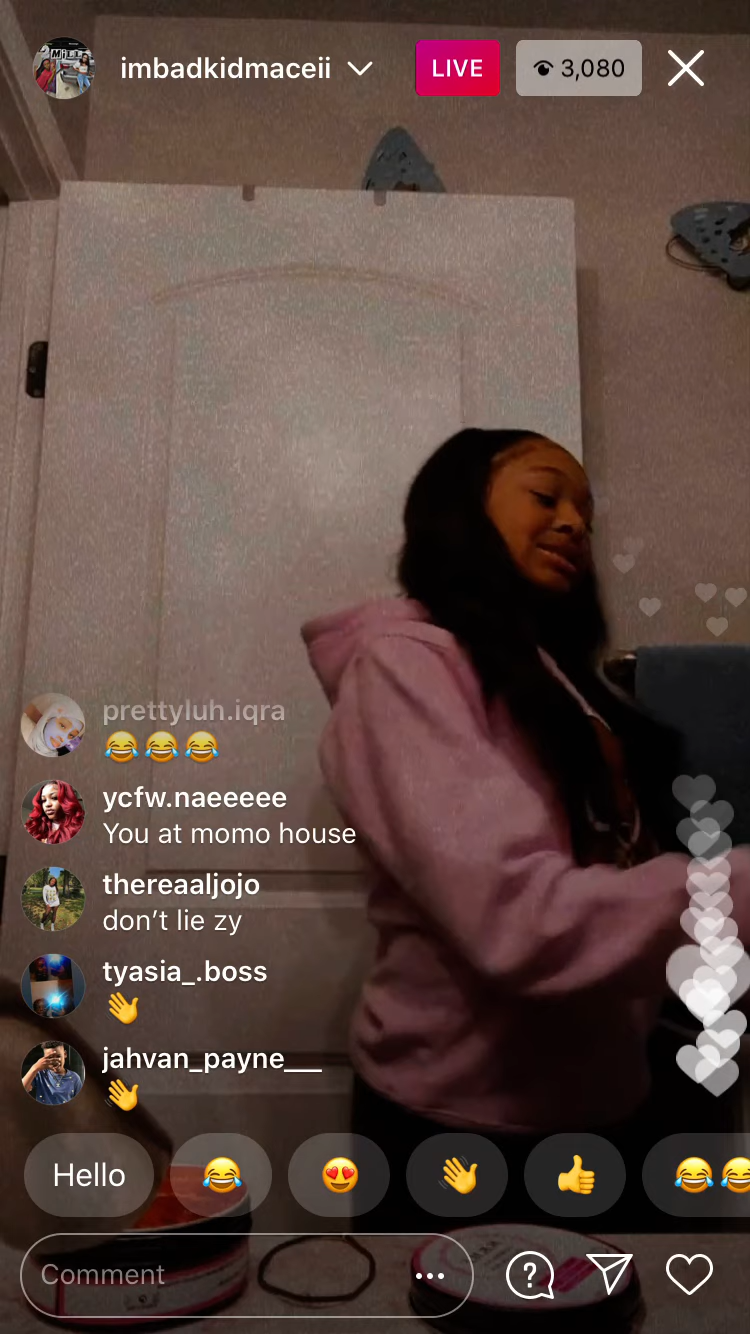 imbadkidmaceii
LIVE
3,080
prettyluh.iqra
😂😂😂
ycfw.naeeeee
You at momo house
thereaaljojo
don’t lie zy
tyasia_.boss
👋
jahvan_payne___
👋
Hello 😂 😍 👋 👍 😂😂
Comment